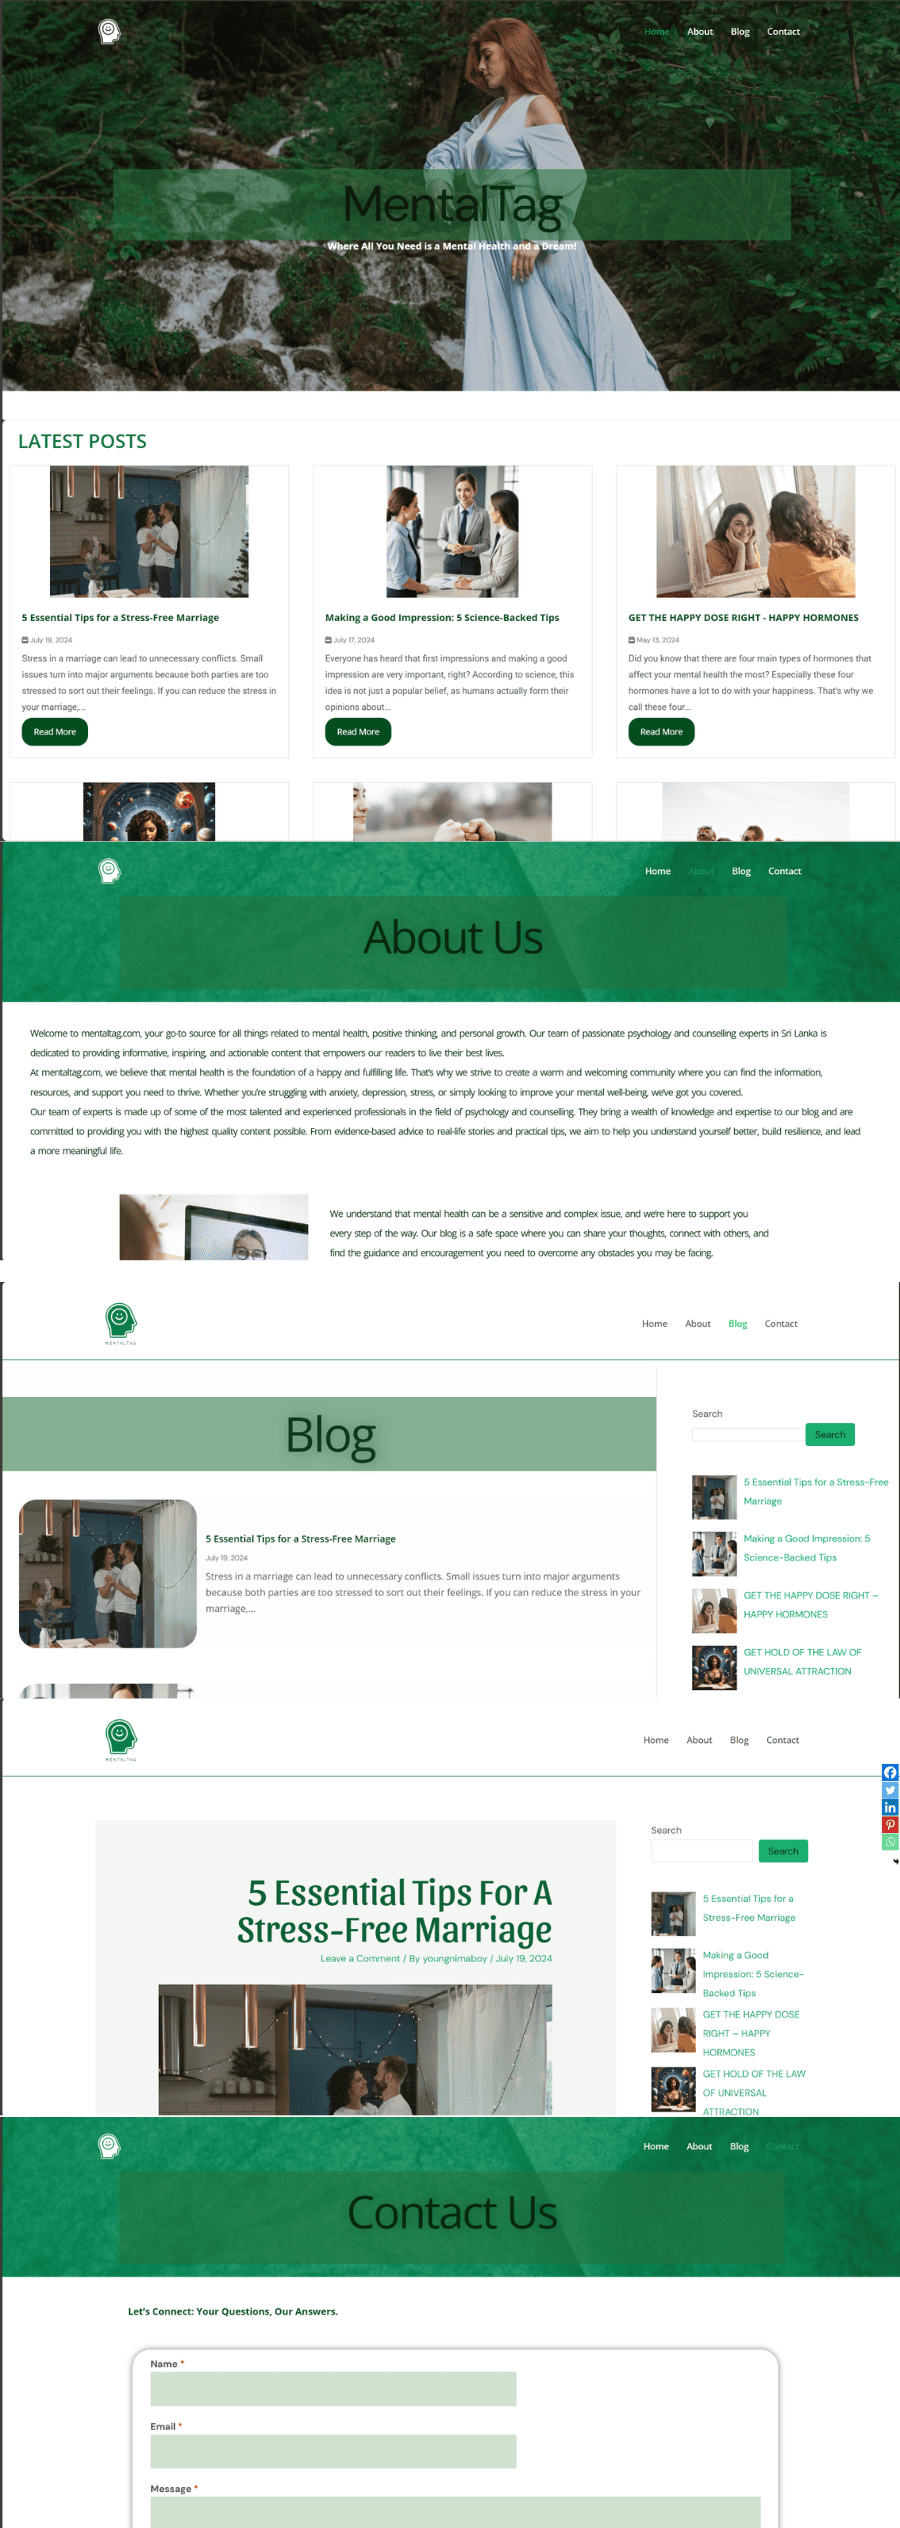 Home About Blog Contact
MentalTag
Where All You Need is a Mental Health and a Dream!
LATEST POSTS
5 Essential Tips for a Stress-Free Marriage
July 19, 2024
Stress in a marriage can lead to unnecessary conflicts. Small
issues turn into major arguments because both parties are too
stressed to sort out their feelings. If you can reduce the stress in
your marriage,...
Read More
Making a Good Impression: 5 Science-Backed Tips
July 17, 2024
Everyone has heard that first impressions and making a good
impression are very important, right? According to science, this
idea is not just a popular belief, as humans actually form their
opinions about...
Read More
GET THE HAPPY DOSE RIGHT - HAPPY HORMONES
May 13, 2024
Did you know that there are four main types of hormones that
affect your mental health the most? Especially these four
hormones have a lot to do with your happiness. That's why we
call these four...
Read More
Home About Blog Contact
About Us
Welcome to mentaltag.com, your go-to source for all things related to mental health, positive thinking, and personal growth. Our team of passionate psychology and counselling experts in Sri Lanka is
dedicated to providing informative, inspiring, and actionable content that empowers our readers to live their best lives.
At mentaltag.com, we believe that mental health is the foundation of a happy and fulfilling life. That's why we strive to create a warm and welcoming community where you can find the information,
resources, and support you need to thrive. Whether you're struggling with anxiety, depression, stress, or simply looking to improve your mental well-being, we've got you covered.
Our team of experts is made up of some of the most talented and experienced professionals in the field of psychology and counselling. They bring a wealth of knowledge and expertise to our blog and are
committed to providing you with the highest quality content possible. From evidence-based advice to real-life stories and practical tips, we aim to help you understand yourself better, build resilience, and lead
a more meaningful life.
We understand that mental health can be a sensitive and complex issue, and we're here to support you
every step of the way. Our blog is a safe space where you can share your thoughts, connect with others, and
find the guidance and encouragement you need to overcome any obstacles you may be facing.
MENTALTAG
Home About Blog Contact
Blog
5 Essential Tips for a Stress-Free Marriage
July 19, 2024
Stress in a marriage can lead to unnecessary conflicts. Small issues turn into major arguments
because both parties are too stressed to sort out their feelings. If you can reduce the stress in your
marriage,...
Search
Search
5 Essential Tips for a Stress-Free
Marriage
Making a Good Impression: 5
Science-Backed Tips
GET THE HAPPY DOSE RIGHT –
HAPPY HORMONES
GET HOLD OF THE LAW OF
UNIVERSAL ATTRACTION
MENTALTAG
Home About Blog Contact
5 Essential Tips For A
Stress-Free Marriage
Leave a Comment / By youngnimaboy / July 19, 2024
Search
Search
5 Essential Tips for a
Stress-Free Marriage
Making a Good
Impression: 5 Science-
Backed Tips
GET THE HAPPY DOSE
RIGHT – HAPPY
HORMONES
GET HOLD OF THE LAW
OF UNIVERSAL
ATTRACTION
Home About Blog Contact
Contact Us
Let's Connect: Your Questions, Our Answers.
Name *
Email *
Message *